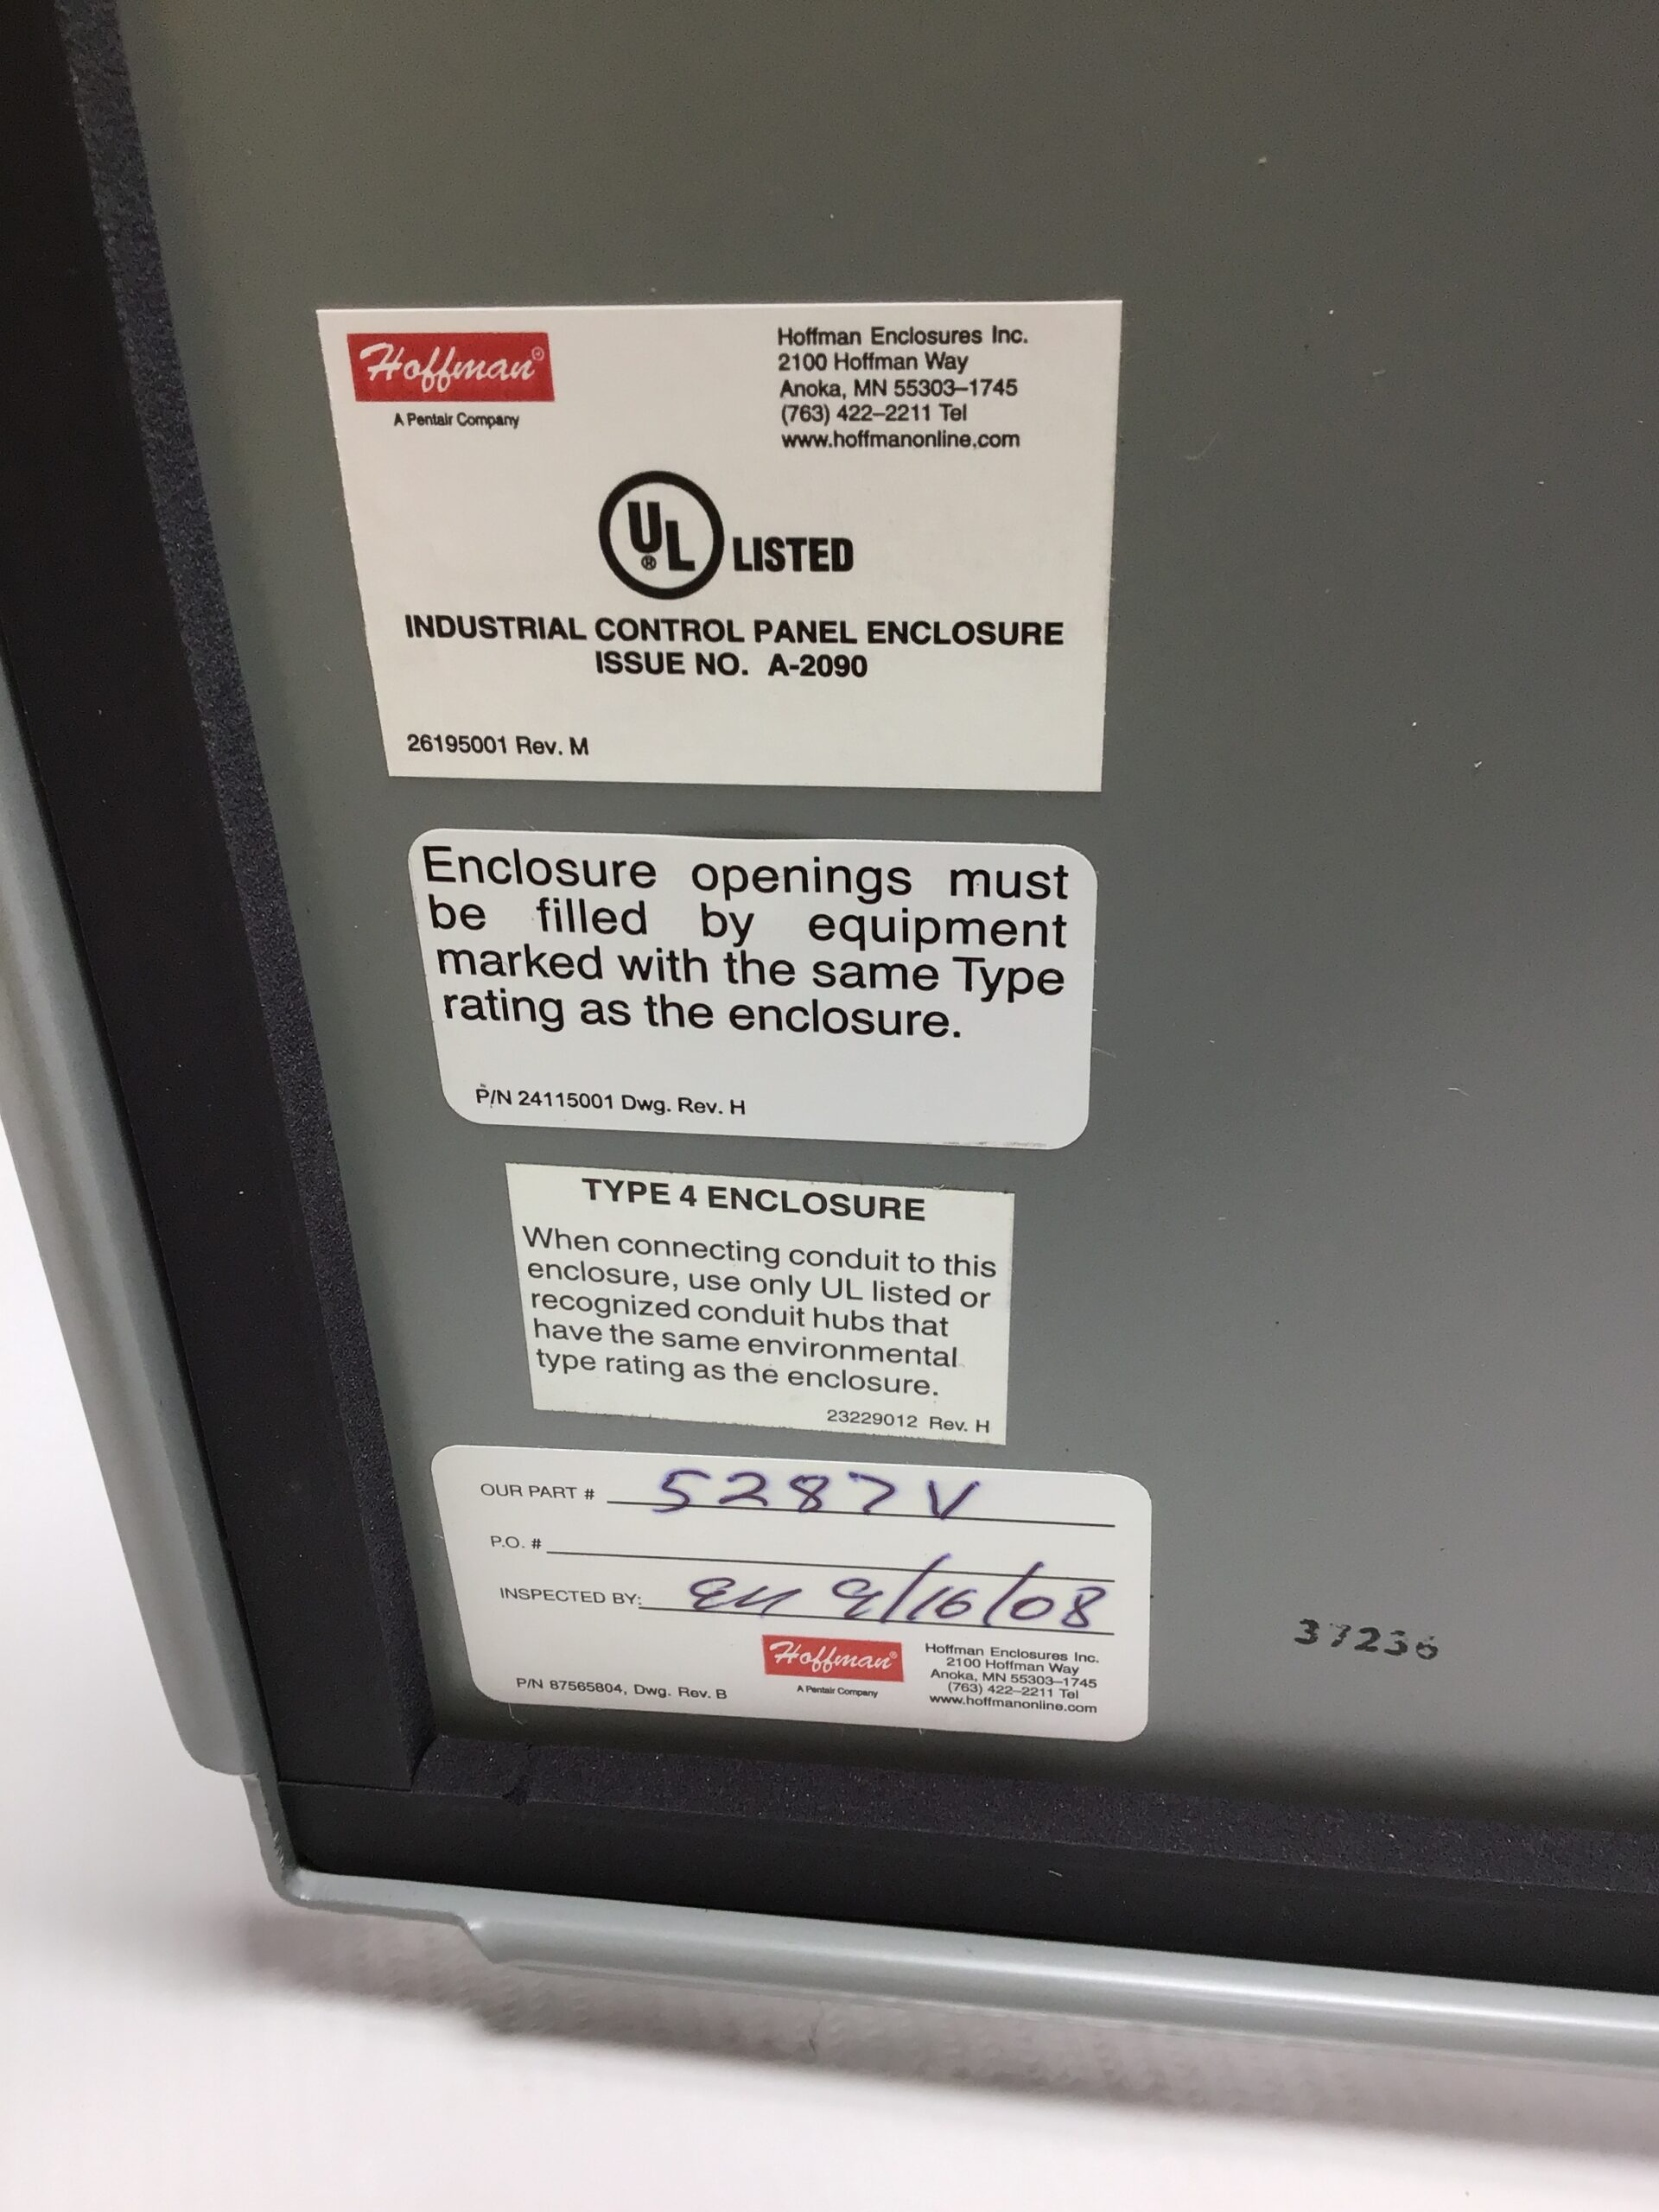 Hoffman®
A Pentair Company
Hoffman Enclosures Inc.
2100 Hoffman Way
Anoka, MN 55303–1745
(763) 422–2211 Tel
www.hoffmanonline.com
UL® LISTED
INDUSTRIAL CONTROL PANEL ENCLOSURE
ISSUE NO. A-2090
26195001 Rev. M
Enclosure openings must
be filled by equipment
marked with the same Type
rating as the enclosure.
P/N 24115001 Dwg. Rev. H
TYPE 4 ENCLOSURE
When connecting conduit to this
enclosure, use only UL listed or
recognized conduit hubs that
have the same environmental
type rating as the enclosure.
23229012 Rev. H
OUR PART # 5287V
P.O. #
INSPECTED BY: 9/16/08
P/N 87565804, Dwg. Rev. B
Hoffman®
A Pentair Company
Hoffman Enclosures Inc.
2100 Hoffman Way
Anoka, MN 55303–1745
(763) 422–2211 Tel
www.hoffmanonline.com
37236